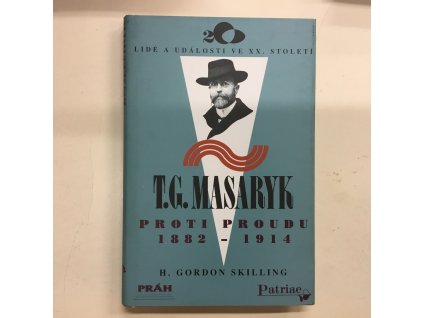 20
LIDÉ A UDÁLOSTI VE XX. STOLETÍ
T.G. MASARYK
PROTI PROUDU
1882 - 1914
H. GORDON SKILLING
PRÁH
Patriae